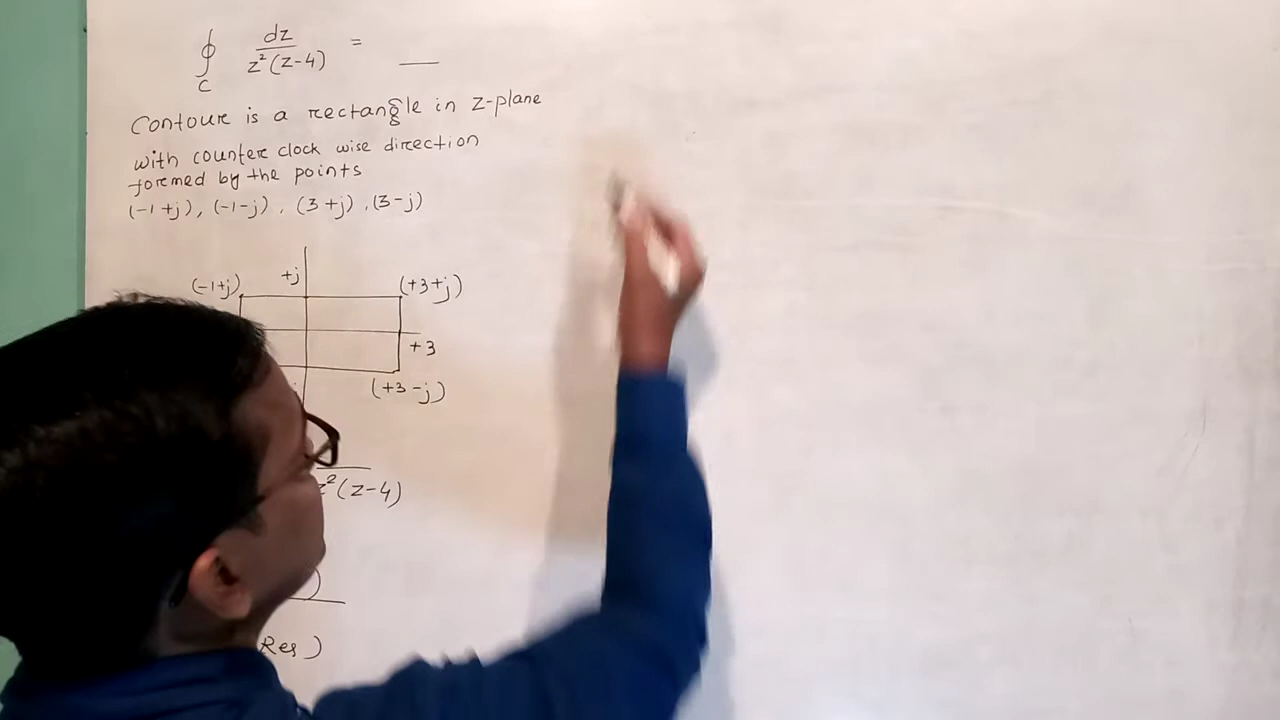 ∮ dz / z²(z-4) = __
C
Contour is a rectangle in z-plane
with counter clock wise direction
formed by the points
(-1+j), (-1-j), (3+j), (3-j)
(-1+j) +j (+3+j)
+3
(+3-j)
z²(z-4)
Res)